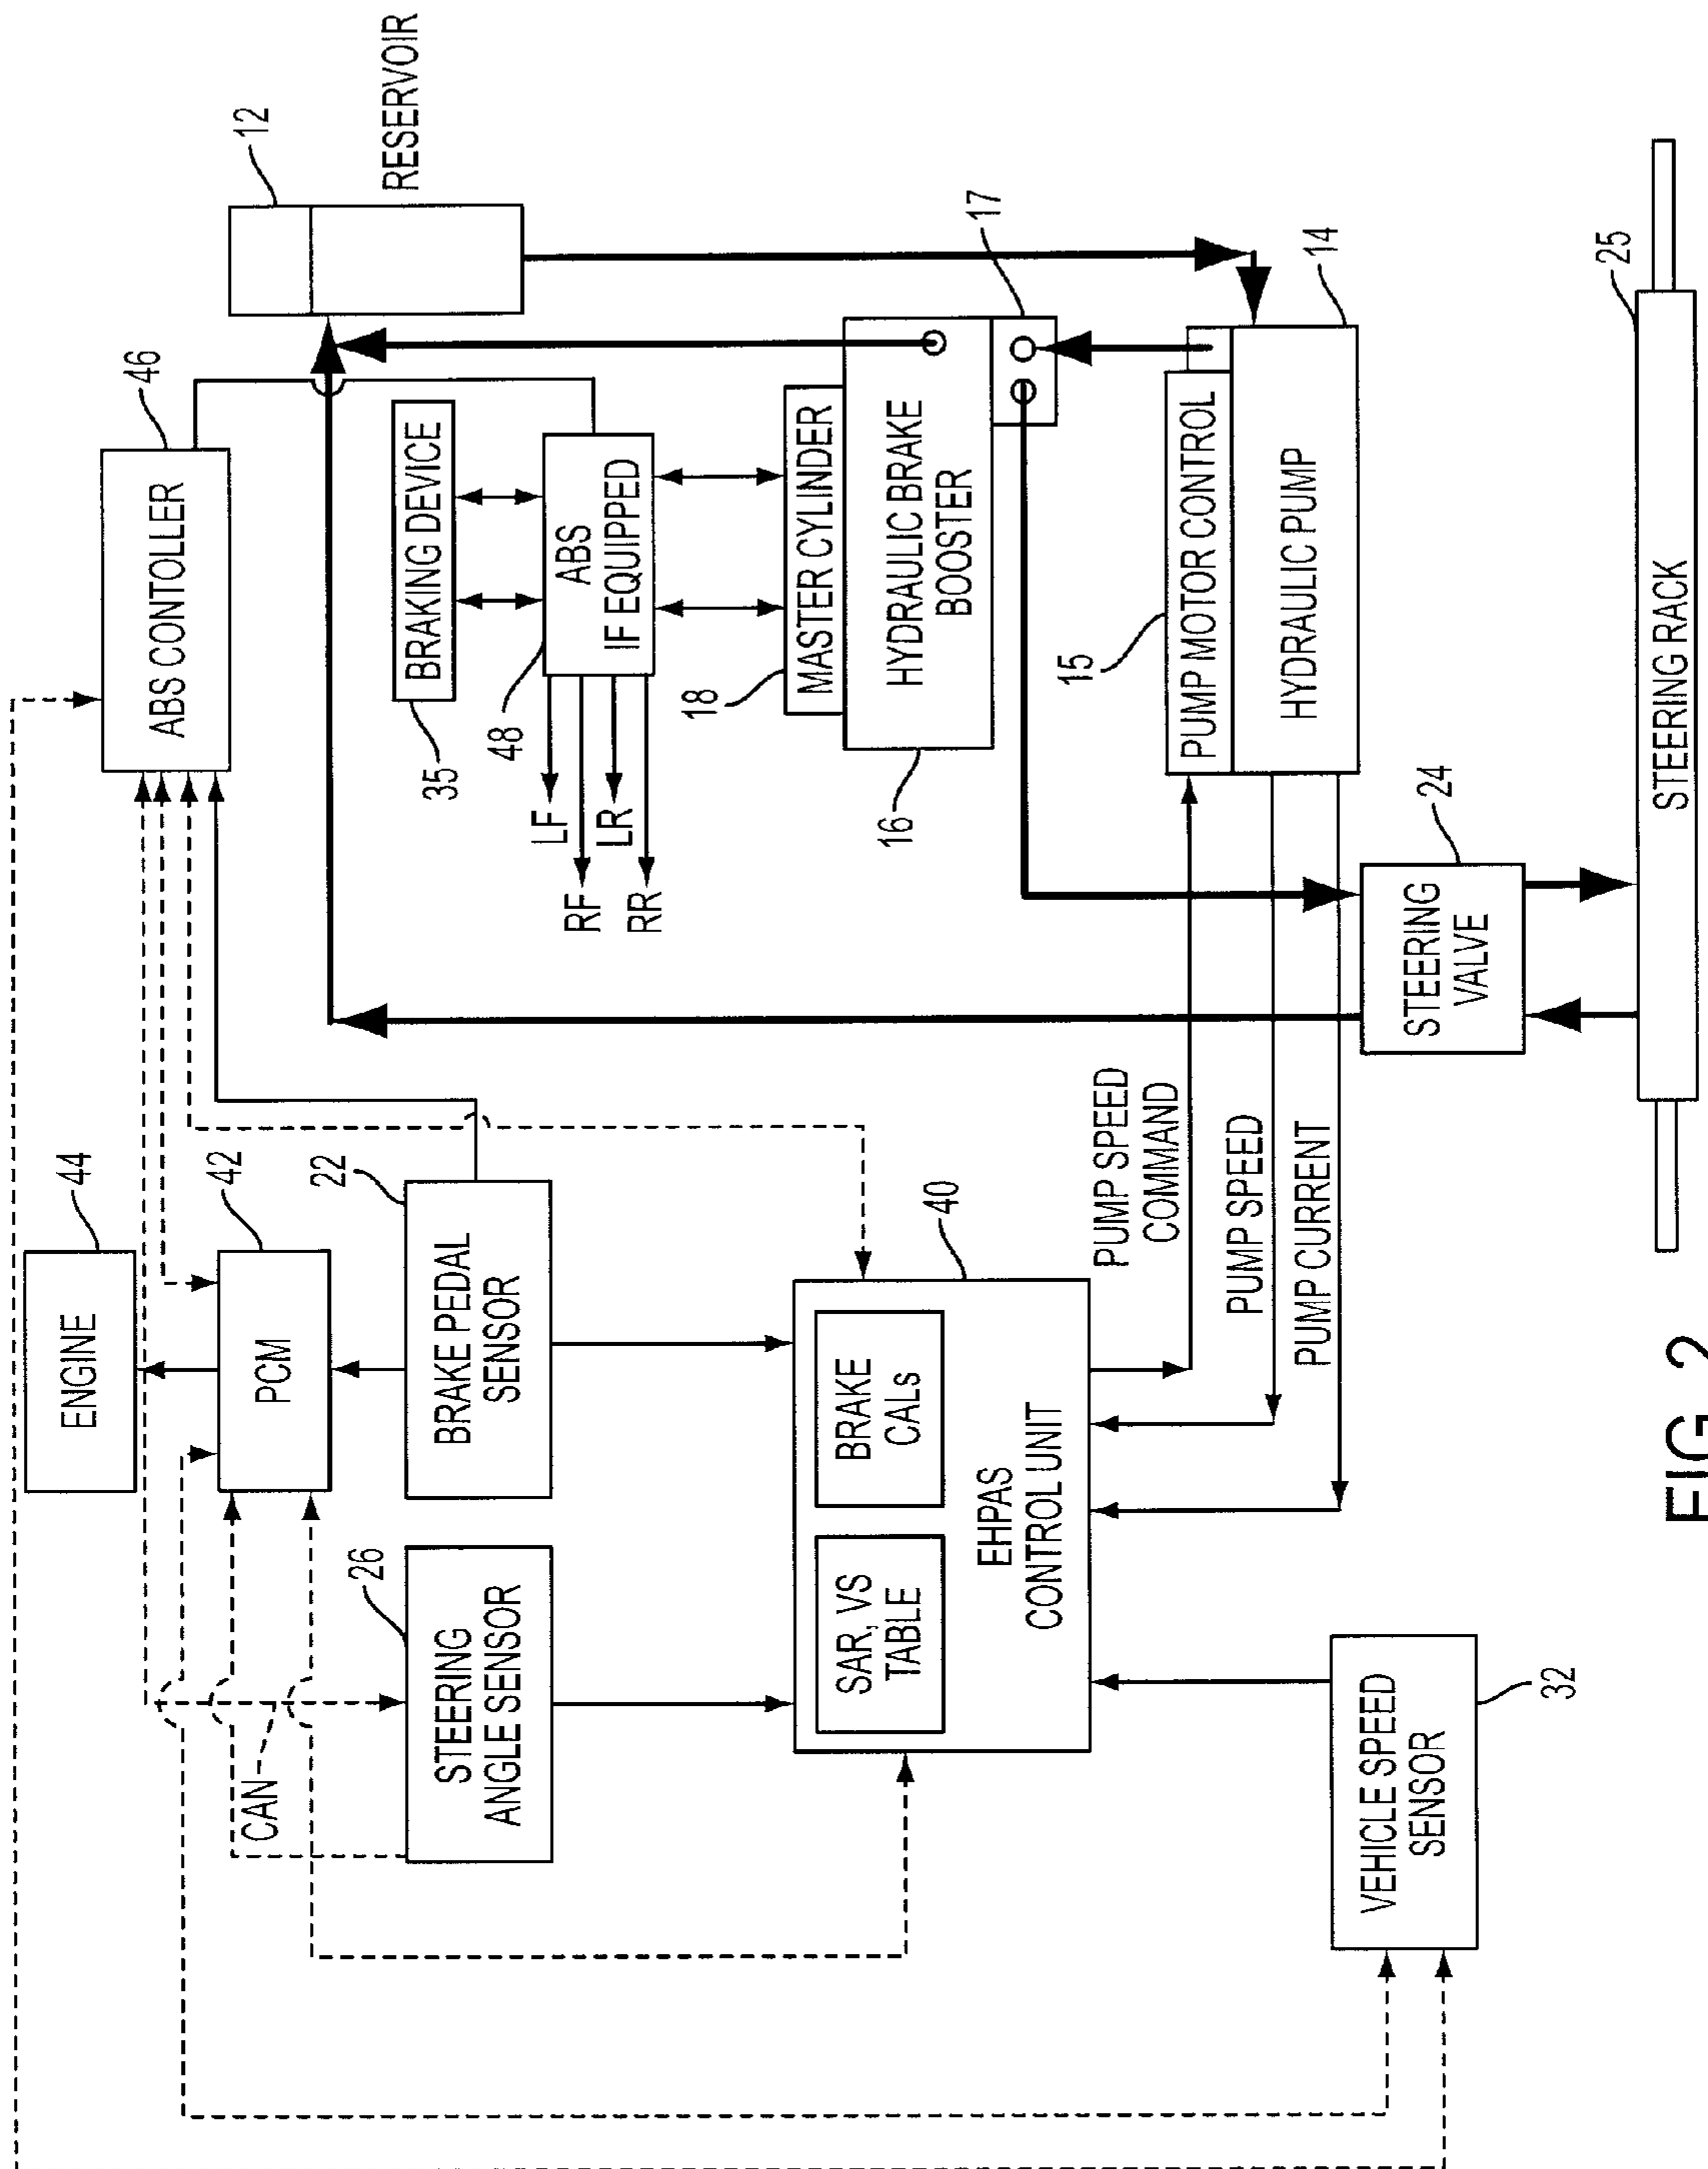 ENGINE
44
PCM
42
BRAKE PEDAL
SENSOR
22
STEERING
ANGLE SENSOR
26
CAN
ABS CONTOLLER
46
12
RESERVOIR
BRAKING DEVICE
35
ABS
IF EQUIPPED
48
LF
RF
LR
RR
MASTER CYLINDER
18
HYDRAULIC BRAKE
BOOSTER
16
17
PUMP MOTOR CONTROL
15
HYDRAULIC PUMP
14
SAR, VS
TABLE
BRAKE
CALs
EHPAS
CONTROL UNIT
40
PUMP SPEED
COMMAND
PUMP SPEED
PUMP CURRENT
VEHICLE SPEED
SENSOR
32
STEERING
VALVE
24
STEERING RACK
25
FIG. 2